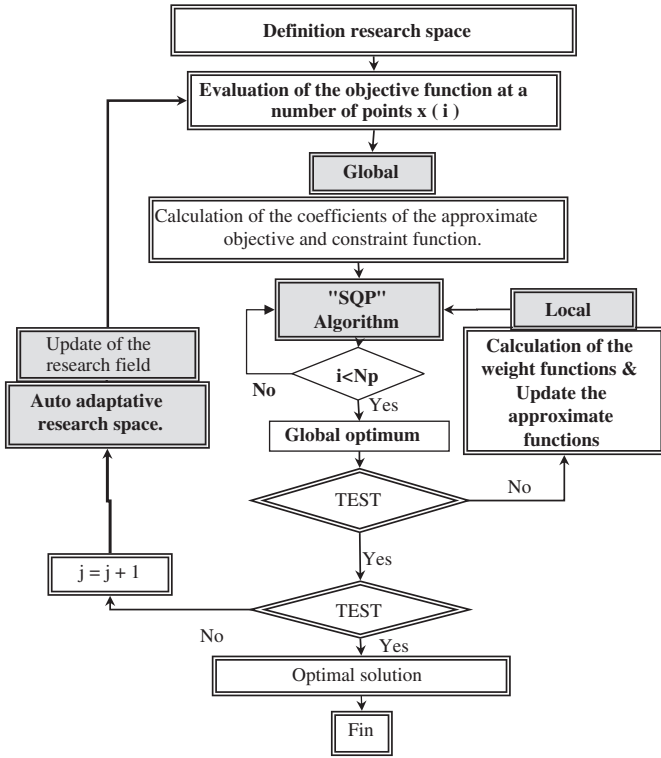 Definition research space
Evaluation of the objective function at a
number of points x ( i )
Global
Calculation of the coefficients of the approximate
objective and constraint function.
"SQP"
Algorithm
Local
Update of the
research field
Auto adaptative
research space.
Calculation of the
weight functions &
Update the
approximate
functions
i<Np
No
Yes
Global optimum
TEST
No
Yes
j = j + 1
TEST
No
Yes
Optimal solution
Fin